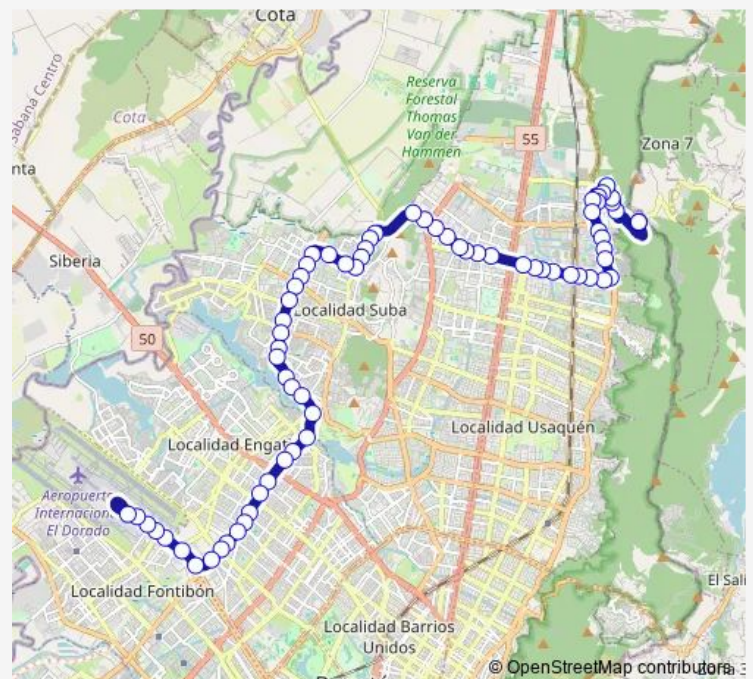 Cota
Sabana Centro
Cota
Reserva
Forestal
Thomas
Van der
Hammen
55
Zona 7
Siberia
50
Localidad Suba
Localidad Usaquén
Localidad Engat
Aeropuerto
Internacion
El Dorado
Localidad Fontibón
El Sali
Localidad Barrios
Unidos
© OpenStreetMap contributors